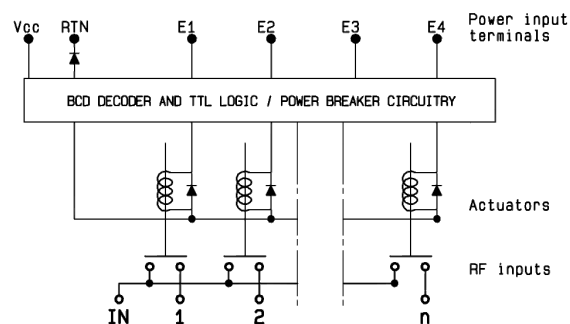 Vcc RTN E1 E2 E3 E4 Power input
terminals
BCD DECODER AND TTL LOGIC / POWER BREAKER CIRCUITRY
Actuators
RF inputs
IN 1 2 n